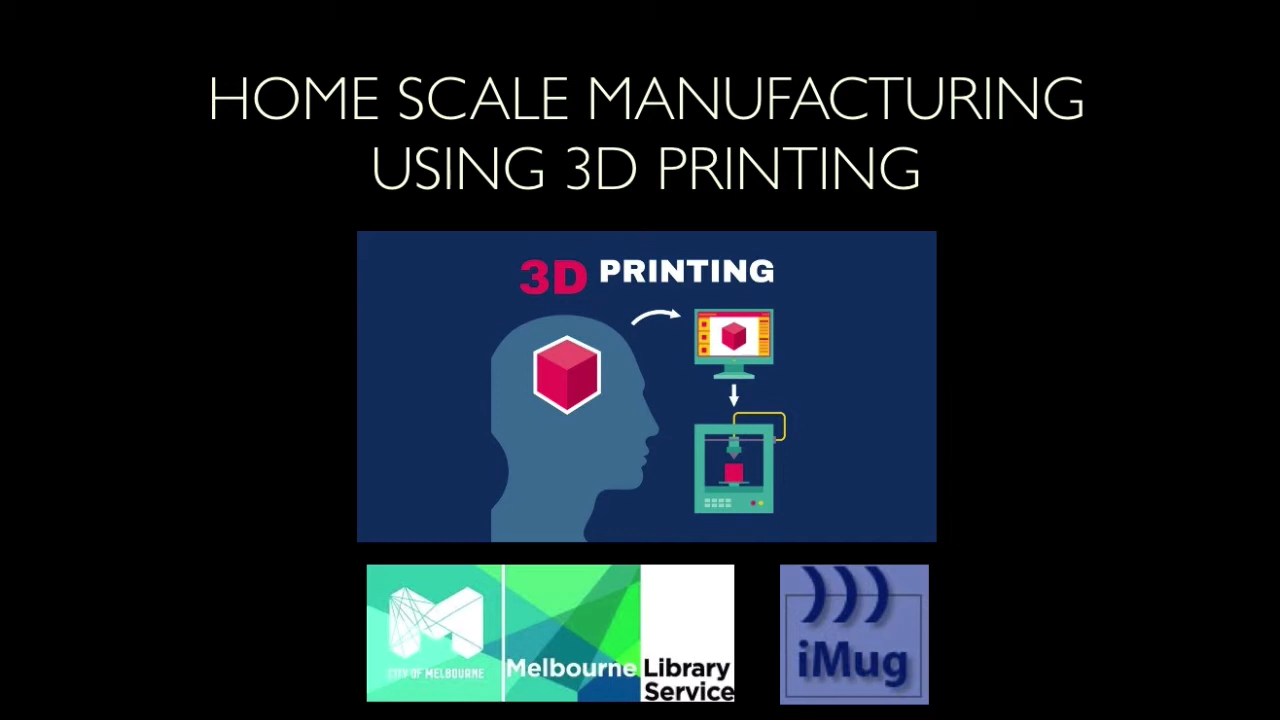 HOME SCALE MANUFACTURING
USING 3D PRINTING
3D PRINTING
CITY OF MELBOURNE
Melbourne Library
Service
iMug